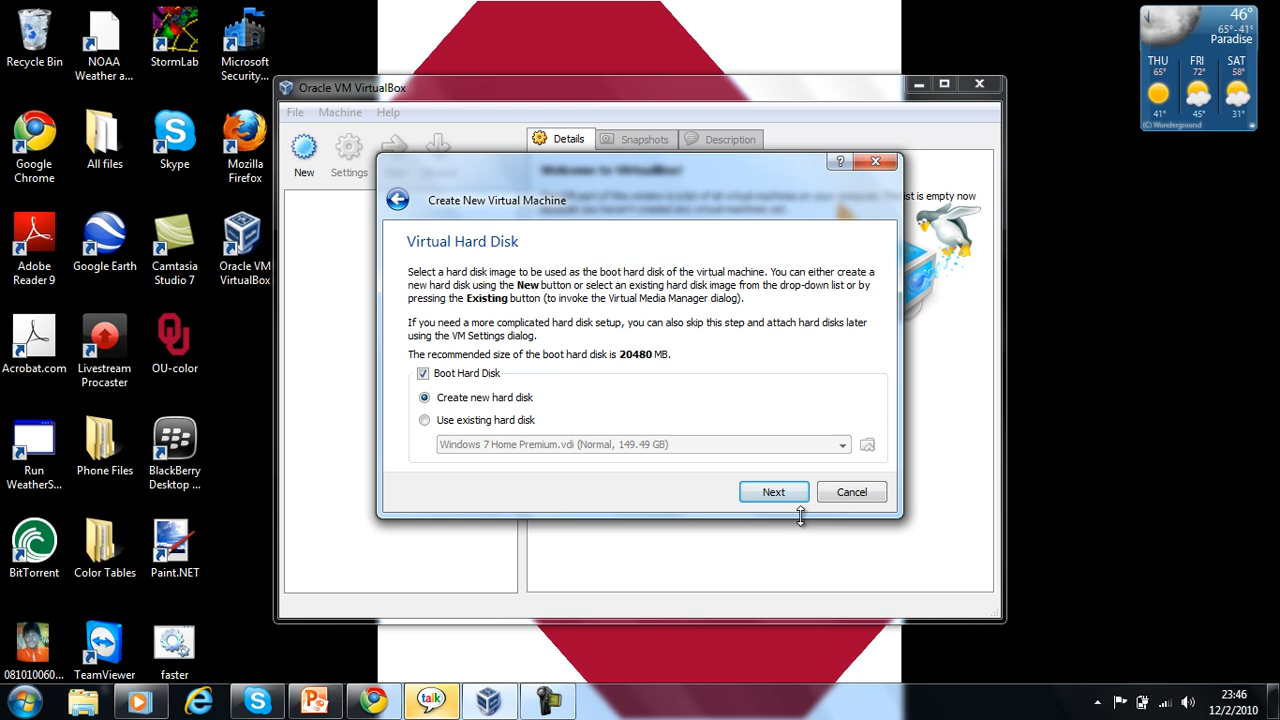 Recycle Bin
NOAA
Weather a...
StormLab
Microsoft
Security...
Google
Chrome
All files
Skype
Mozilla
Firefox
Adobe
Reader 9
Google Earth
Camtasia
Studio 7
Oracle VM
VirtualBox
Acrobat.com
Livestream
Procaster
OU-color
Run
WeatherS...
Phone Files
BlackBerry
Desktop ...
BitTorrent
Color Tables
Paint.NET
081010060...
TeamViewer
faster
46°
65°- 41°
Paradise
THU FRI SAT
65° 72° 58°
41° 45° 31°
(C) Wunderground
Oracle VM VirtualBox
File Machine Help
New
Settings
Details
Snapshots
Description
Welcome to VirtualBox!
ist is empty now
Create New Virtual Machine
Virtual Hard Disk
Select a hard disk image to be used as the boot hard disk of the virtual machine. You can either create a
new hard disk using the New button or select an existing hard disk image from the drop-down list or by
pressing the Existing button (to invoke the Virtual Media Manager dialog).
If you need a more complicated hard disk setup, you can also skip this step and attach hard disks later
using the VM Settings dialog.
The recommended size of the boot hard disk is 20480 MB.
Boot Hard Disk
Create new hard disk
Use existing hard disk
Windows 7 Home Premium.vdi (Normal, 149.49 GB)
Next
Cancel
talk
23:46
12/2/2010